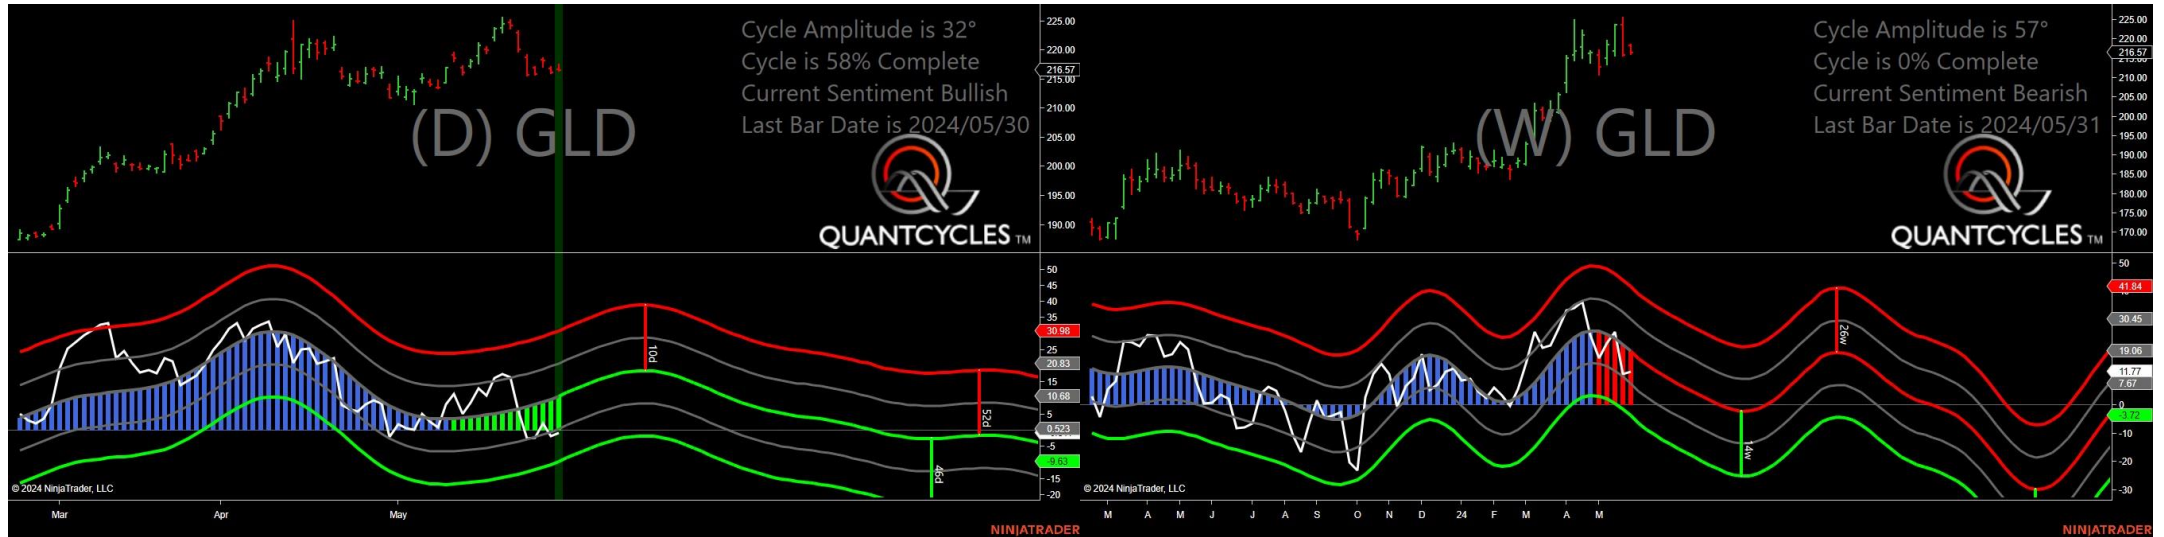 Cycle Amplitude is 32°
Cycle is 58% Complete
Current Sentiment Bullish
Last Bar Date is 2024/05/30
(D) GLD
QUANTCYCLES TM
225.00
220.00
216.57
215.00
210.00
205.00
200.00
195.00
190.00
50
45
40
35
30.98
25
20.83
15
10.68
5
0.523
-5
-9.63
-15
-20
10d
52d
46d
© 2024 NinjaTrader, LLC
Mar Apr May
NINJATRADER
Cycle Amplitude is 57°
Cycle is 0% Complete
Current Sentiment Bearish
Last Bar Date is 2024/05/31
(W) GLD
QUANTCYCLES TM
225.00
220.00
216.57
215.00
210.00
205.00
200.00
195.00
190.00
185.00
180.00
175.00
170.00
50
41.84
30.45
19.06
11.77
7.67
0
-3.72
-10
-20
-30
26w
14w
© 2024 NinjaTrader, LLC
M A M J J A S O N D 24 F M A M
NINJATRADER